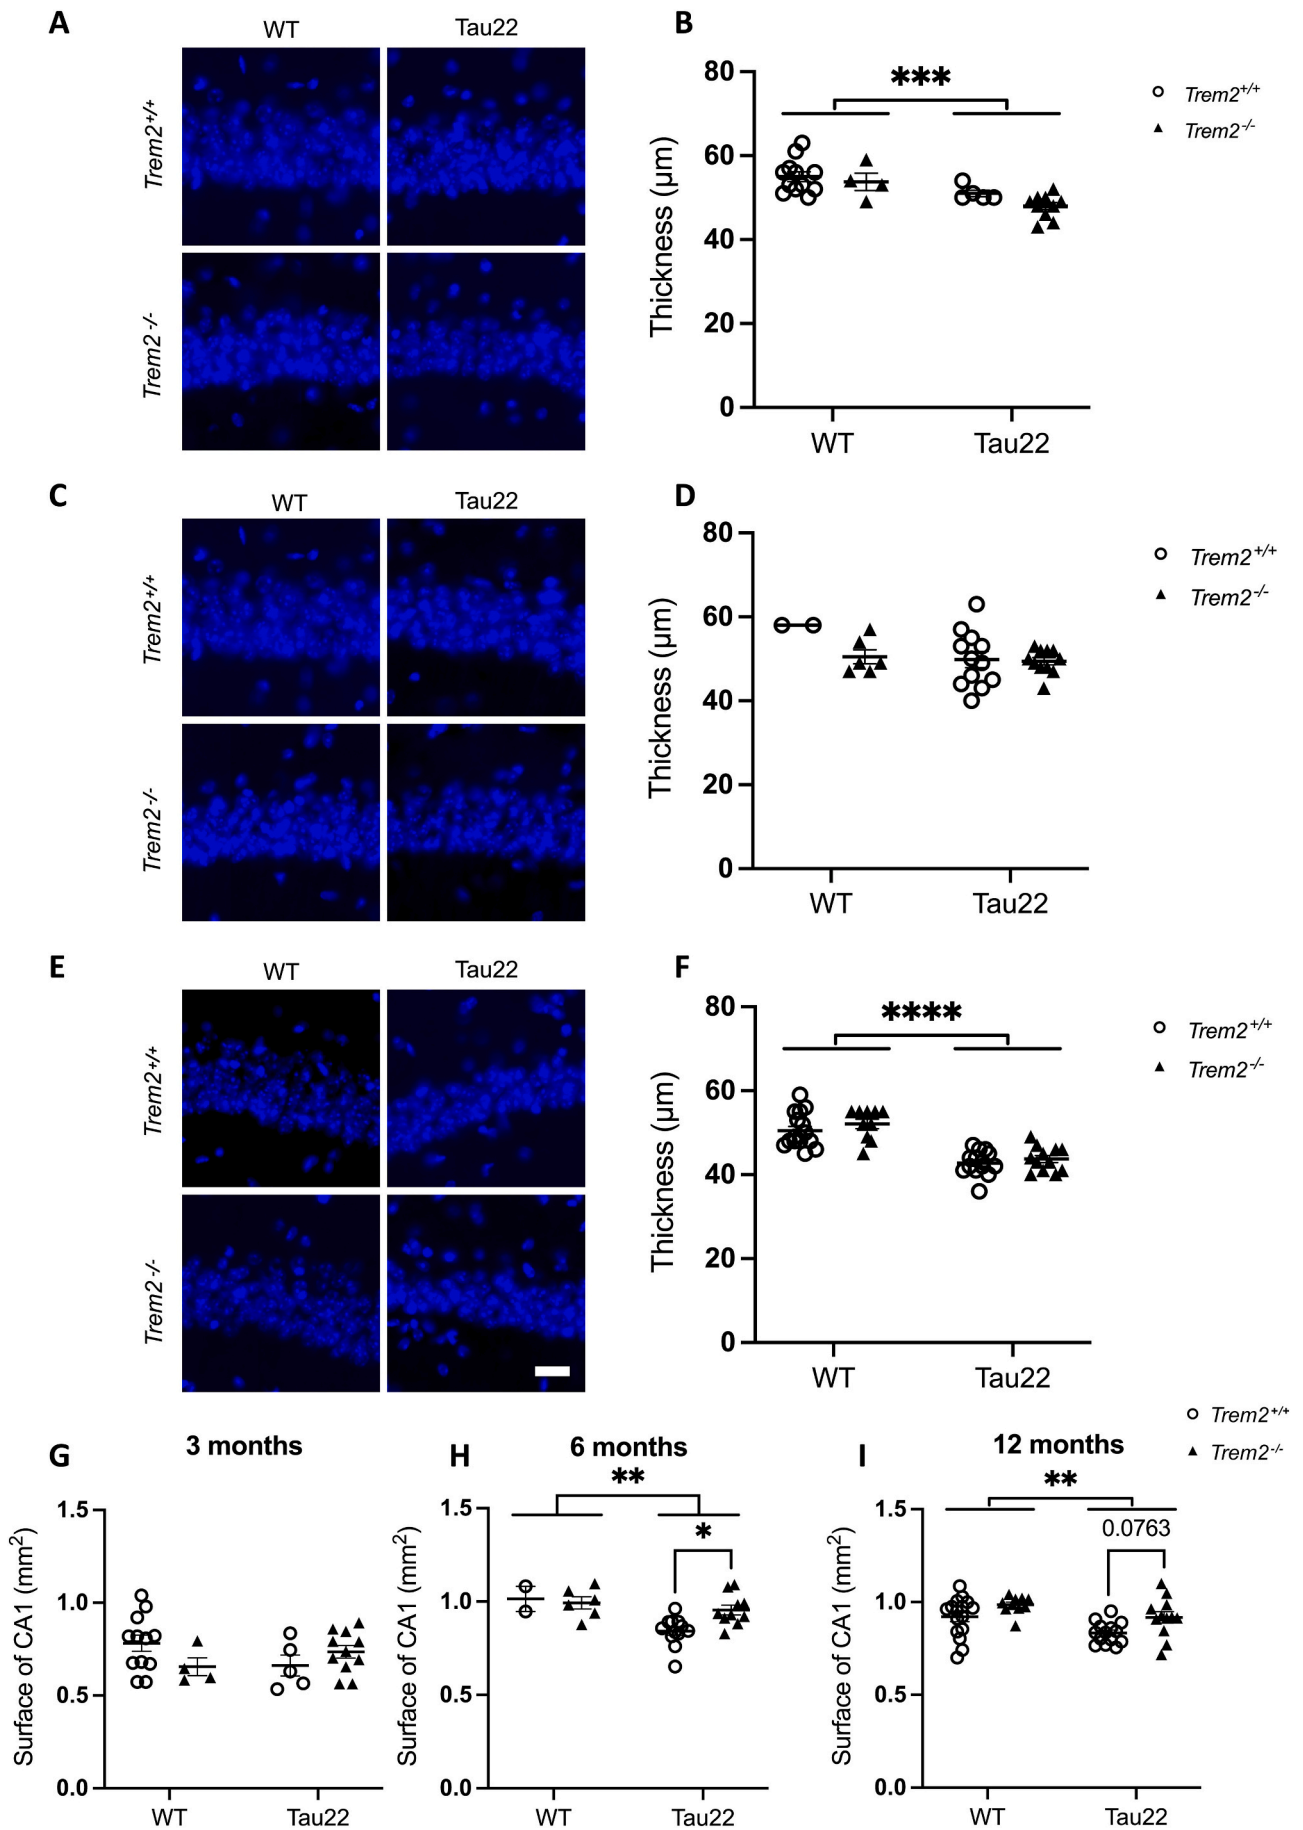 A
WT
Tau22
Trem2+/+
Trem2-/-
B
80
60
40
20
0
Thickness (µm)
***
WT
Tau22
Trem2+/+
Trem2-/-
C
WT
Tau22
Trem2+/+
Trem2-/-
D
80
60
40
20
0
Thickness (µm)
WT
Tau22
Trem2+/+
Trem2-/-
E
WT
Tau22
Trem2+/+
Trem2-/-
F
80
60
40
20
0
Thickness (µm)
****
WT
Tau22
Trem2+/+
Trem2-/-
G
3 months
1.5
1.0
0.5
0.0
Surface of CA1 (mm2)
WT
Tau22
H
6 months
**
*
1.5
1.0
0.5
0.0
Surface of CA1 (mm2)
WT
Tau22
I
12 months
**
0.0763
1.5
1.0
0.5
0.0
Surface of CA1 (mm2)
WT
Tau22
Trem2+/+
Trem2-/-